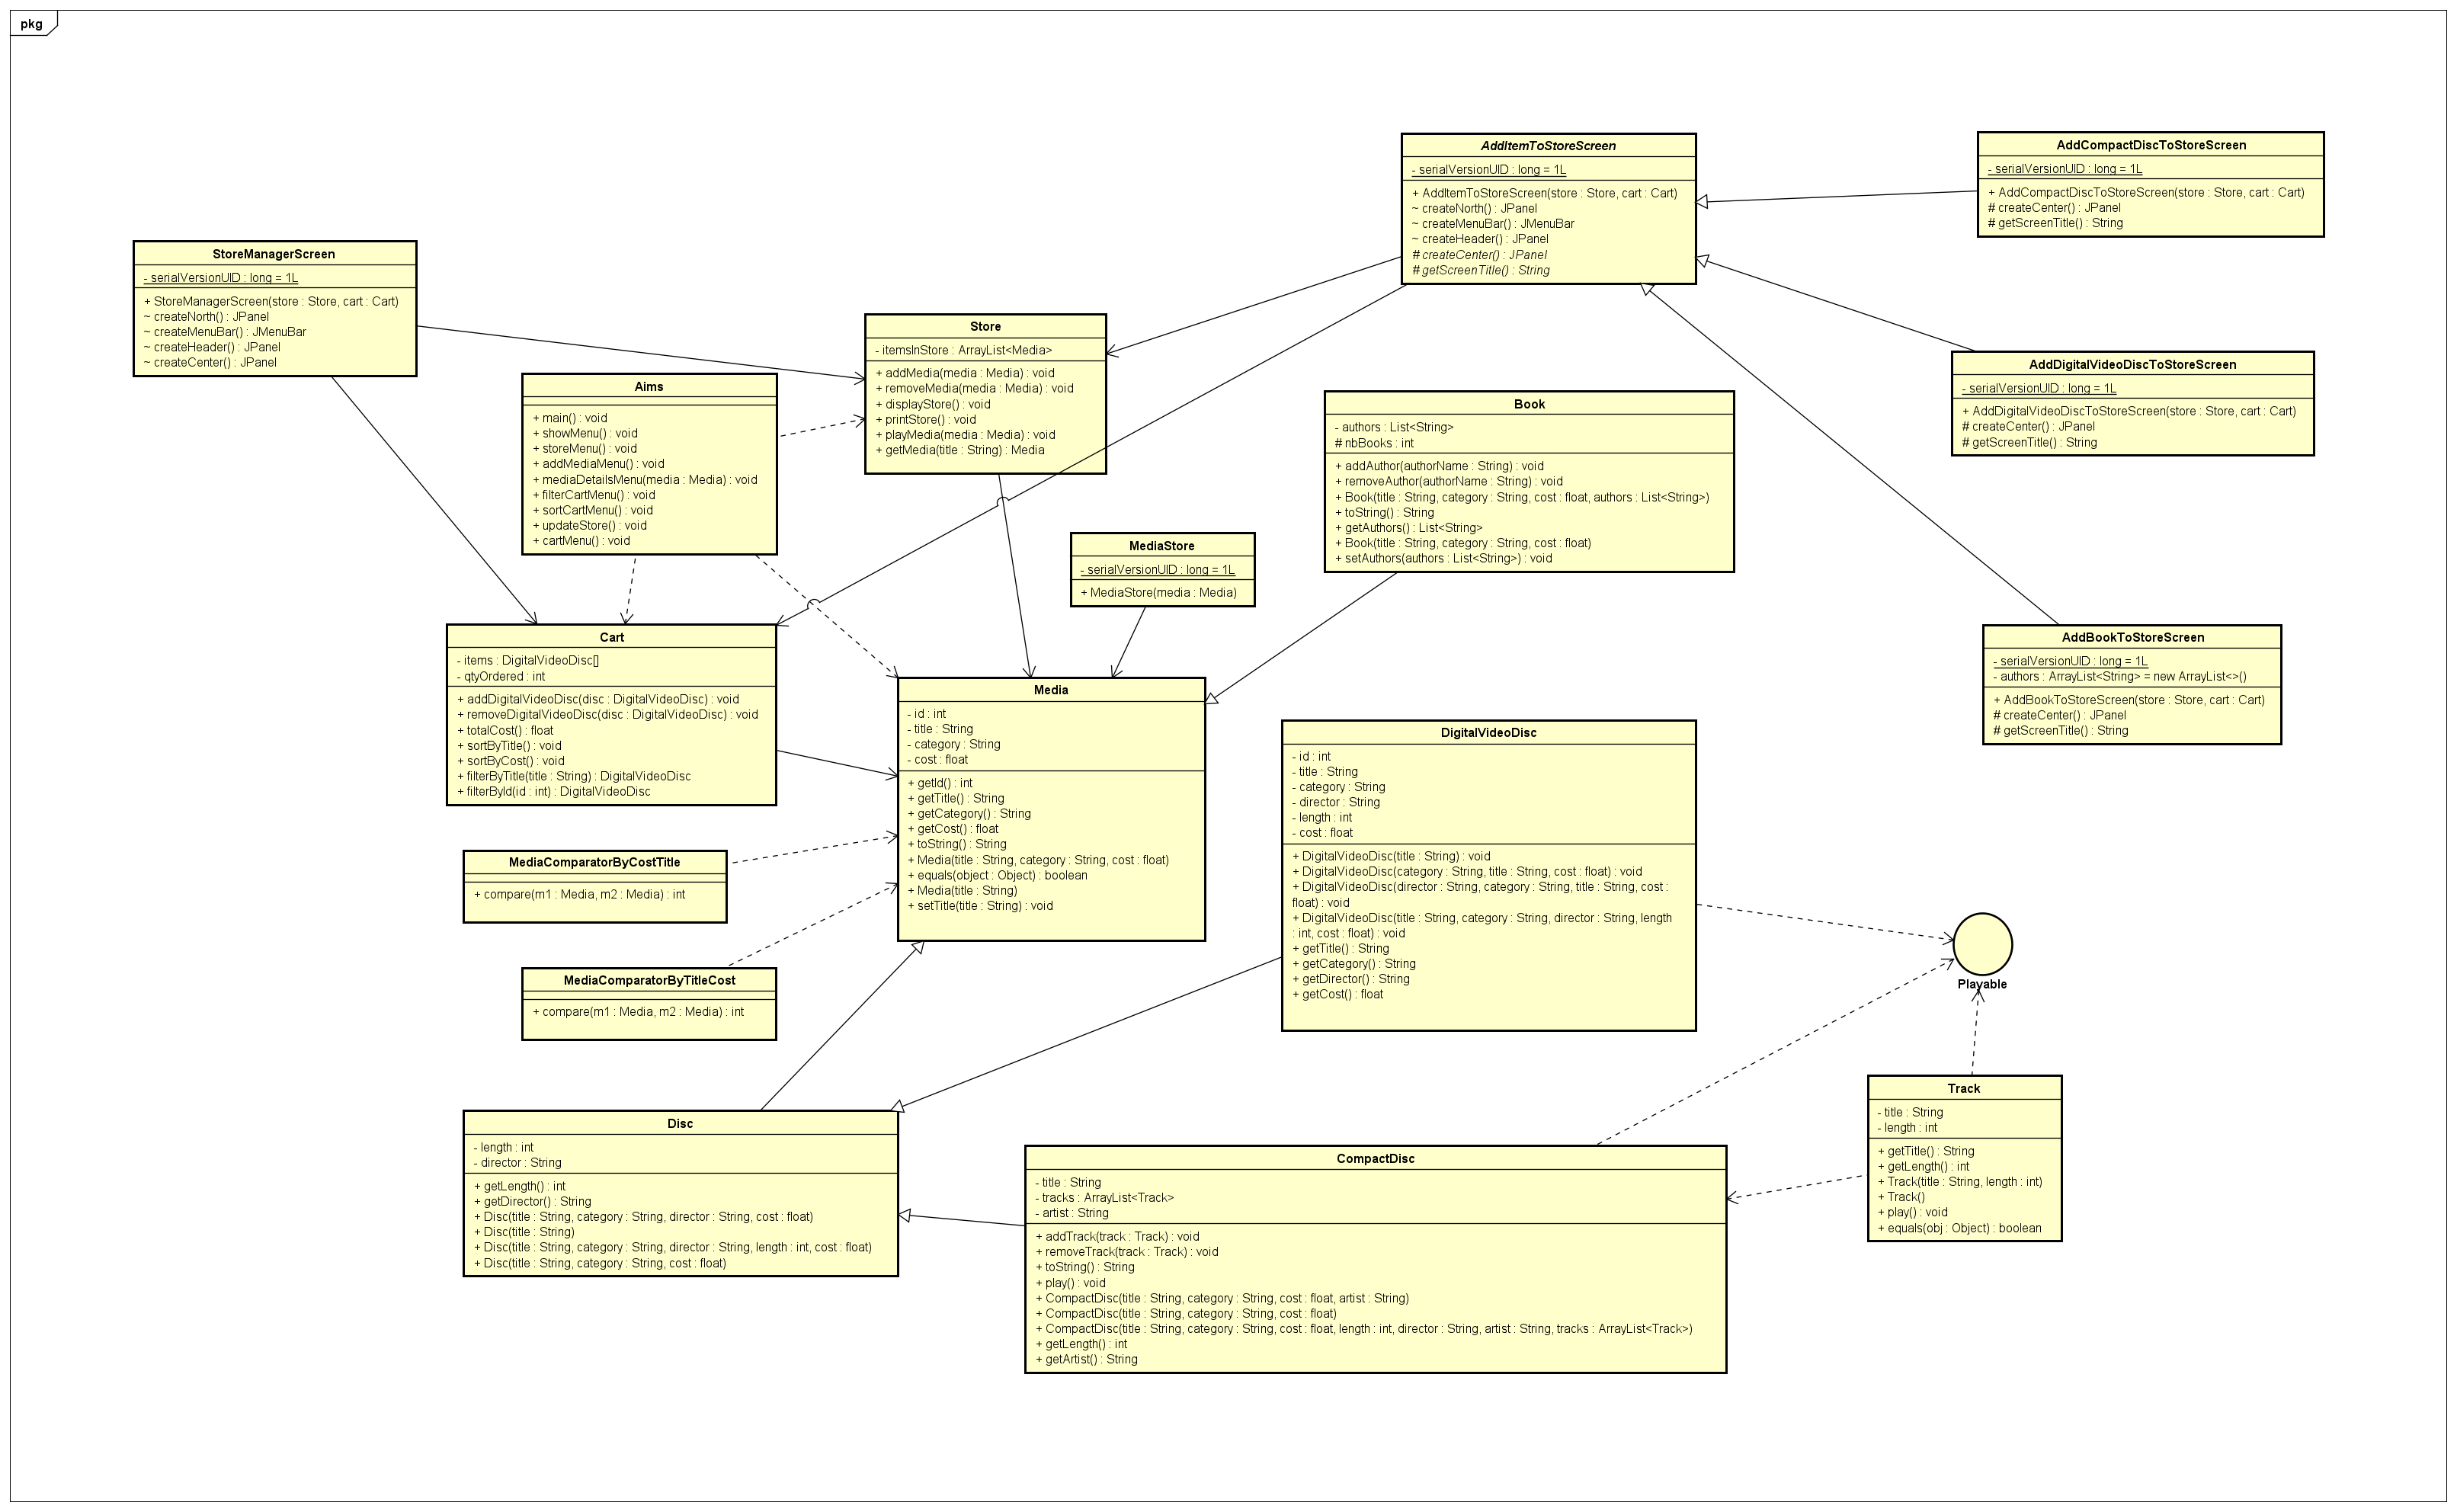 pkg
AddItemToStoreScreen
- serialVersionUID : long = 1L
+ AddItemToStoreScreen(store : Store, cart : Cart)
~ createNorth() : JPanel
~ createMenuBar() : JMenuBar
~ createHeader() : JPanel
# createCenter() : JPanel
# getScreenTitle() : String
AddCompactDiscToStoreScreen
- serialVersionUID : long = 1L
+ AddCompactDiscToStoreScreen(store : Store, cart : Cart)
# createCenter() : JPanel
# getScreenTitle() : String
StoreManagerScreen
- serialVersionUID : long = 1L
+ StoreManagerScreen(store : Store, cart : Cart)
~ createNorth() : JPanel
~ createMenuBar() : JMenuBar
~ createHeader() : JPanel
~ createCenter() : JPanel
Store
- itemsInStore : ArrayList<Media>
+ addMedia(media : Media) : void
+ removeMedia(media : Media) : void
+ displayStore() : void
+ printStore() : void
+ playMedia(media : Media) : void
+ getMedia(title : String) : Media
Aims
+ main() : void
+ showMenu() : void
+ storeMenu() : void
+ addMediaMenu() : void
+ mediaDetailsMenu(media : Media) : void
+ filterCartMenu() : void
+ sortCartMenu() : void
+ updateStore() : void
+ cartMenu() : void
AddDigitalVideoDiscToStoreScreen
- serialVersionUID : long = 1L
+ AddDigitalVideoDiscToStoreScreen(store : Store, cart : Cart)
# createCenter() : JPanel
# getScreenTitle() : String
Book
- authors : List<String>
# nbBooks : int
+ addAuthor(authorName : String) : void
+ removeAuthor(authorName : String) : void
+ Book(title : String, category : String, cost : float, authors : List<String>)
+ toString() : String
+ getAuthors() : List<String>
+ Book(title : String, category : String, cost : float)
+ setAuthors(authors : List<String>) : void
MediaStore
- serialVersionUID : long = 1L
+ MediaStore(media : Media)
Cart
- items : DigitalVideoDisc[]
- qtyOrdered : int
+ addDigitalVideoDisc(disc : DigitalVideoDisc) : void
+ removeDigitalVideoDisc(disc : DigitalVideoDisc) : void
+ totalCost() : float
+ sortByTitle() : void
+ sortByCost() : void
+ filterByTitle(title : String) : DigitalVideoDisc
+ filterById(id : int) : DigitalVideoDisc
AddBookToStoreScreen
- serialVersionUID : long = 1L
- authors : ArrayList<String> = new ArrayList<>()
+ AddBookToStoreScreen(store : Store, cart : Cart)
# createCenter() : JPanel
# getScreenTitle() : String
Media
- id : int
- title : String
- category : String
- cost : float
+ getId() : int
+ getTitle() : String
+ getCategory() : String
+ getCost() : float
+ toString() : String
+ Media(title : String, category : String, cost : float)
+ equals(object : Object) : boolean
+ Media(title : String)
+ setTitle(title : String) : void
DigitalVideoDisc
- id : int
- title : String
- category : String
- director : String
- length : int
- cost : float
+ DigitalVideoDisc(title : String) : void
+ DigitalVideoDisc(category : String, title : String, cost : float) : void
+ DigitalVideoDisc(director : String, category : String, title : String, cost :
float) : void
+ DigitalVideoDisc(title : String, category : String, director : String, length
: int, cost : float) : void
+ getTitle() : String
+ getCategory() : String
+ getDirector() : String
+ getCost() : float
MediaComparatorByCostTitle
+ compare(m1 : Media, m2 : Media) : int
MediaComparatorByTitleCost
+ compare(m1 : Media, m2 : Media) : int
Playable
Track
- title : String
- length : int
+ getTitle() : String
+ getLength() : int
+ Track(title : String, length : int)
+ Track()
+ play() : void
+ equals(obj : Object) : boolean
Disc
- length : int
- director : String
+ getLength() : int
+ getDirector() : String
+ Disc(title : String, category : String, director : String, cost : float)
+ Disc(title : String)
+ Disc(title : String, category : String, director : String, length : int, cost : float)
+ Disc(title : String, category : String, cost : float)
CompactDisc
- title : String
- tracks : ArrayList<Track>
- artist : String
+ addTrack(track : Track) : void
+ removeTrack(track : Track) : void
+ toString() : String
+ play() : void
+ CompactDisc(title : String, category : String, cost : float, artist : String)
+ CompactDisc(title : String, category : String, cost : float)
+ CompactDisc(title : String, category : String, cost : float, length : int, director : String, artist : String, tracks : ArrayList<Track>)
+ getLength() : int
+ getArtist() : String